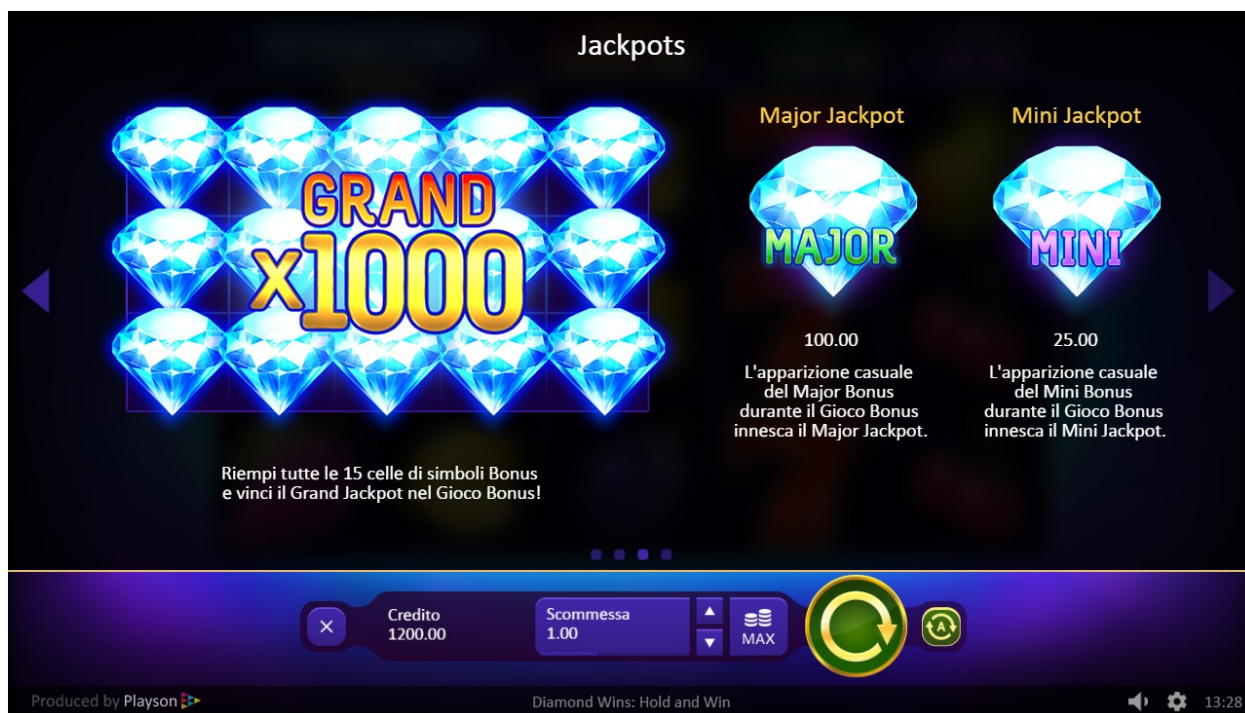 Jackpots
GRAND
x1000
Riempi tutte le 15 celle di simboli Bonus
e vinci il Grand Jackpot nel Gioco Bonus!
Major Jackpot
MAJOR
100.00
L'apparizione casuale
del Major Bonus
durante il Gioco Bonus
innesca il Major Jackpot.
Mini Jackpot
MINI
25.00
L'apparizione casuale
del Mini Bonus
durante il Gioco Bonus
innesca il Mini Jackpot.
Credito
1200.00
Scommessa
1.00
MAX
A
Produced by Playson
Diamond Wins: Hold and Win
13:28